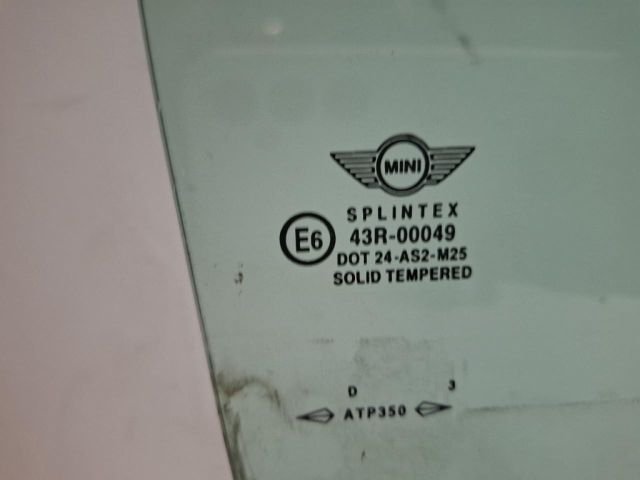 MINI
SPLINTEX
E6 43R-00049
DOT 24-AS2-M25
SOLID TEMPERED
D 3
ATP350